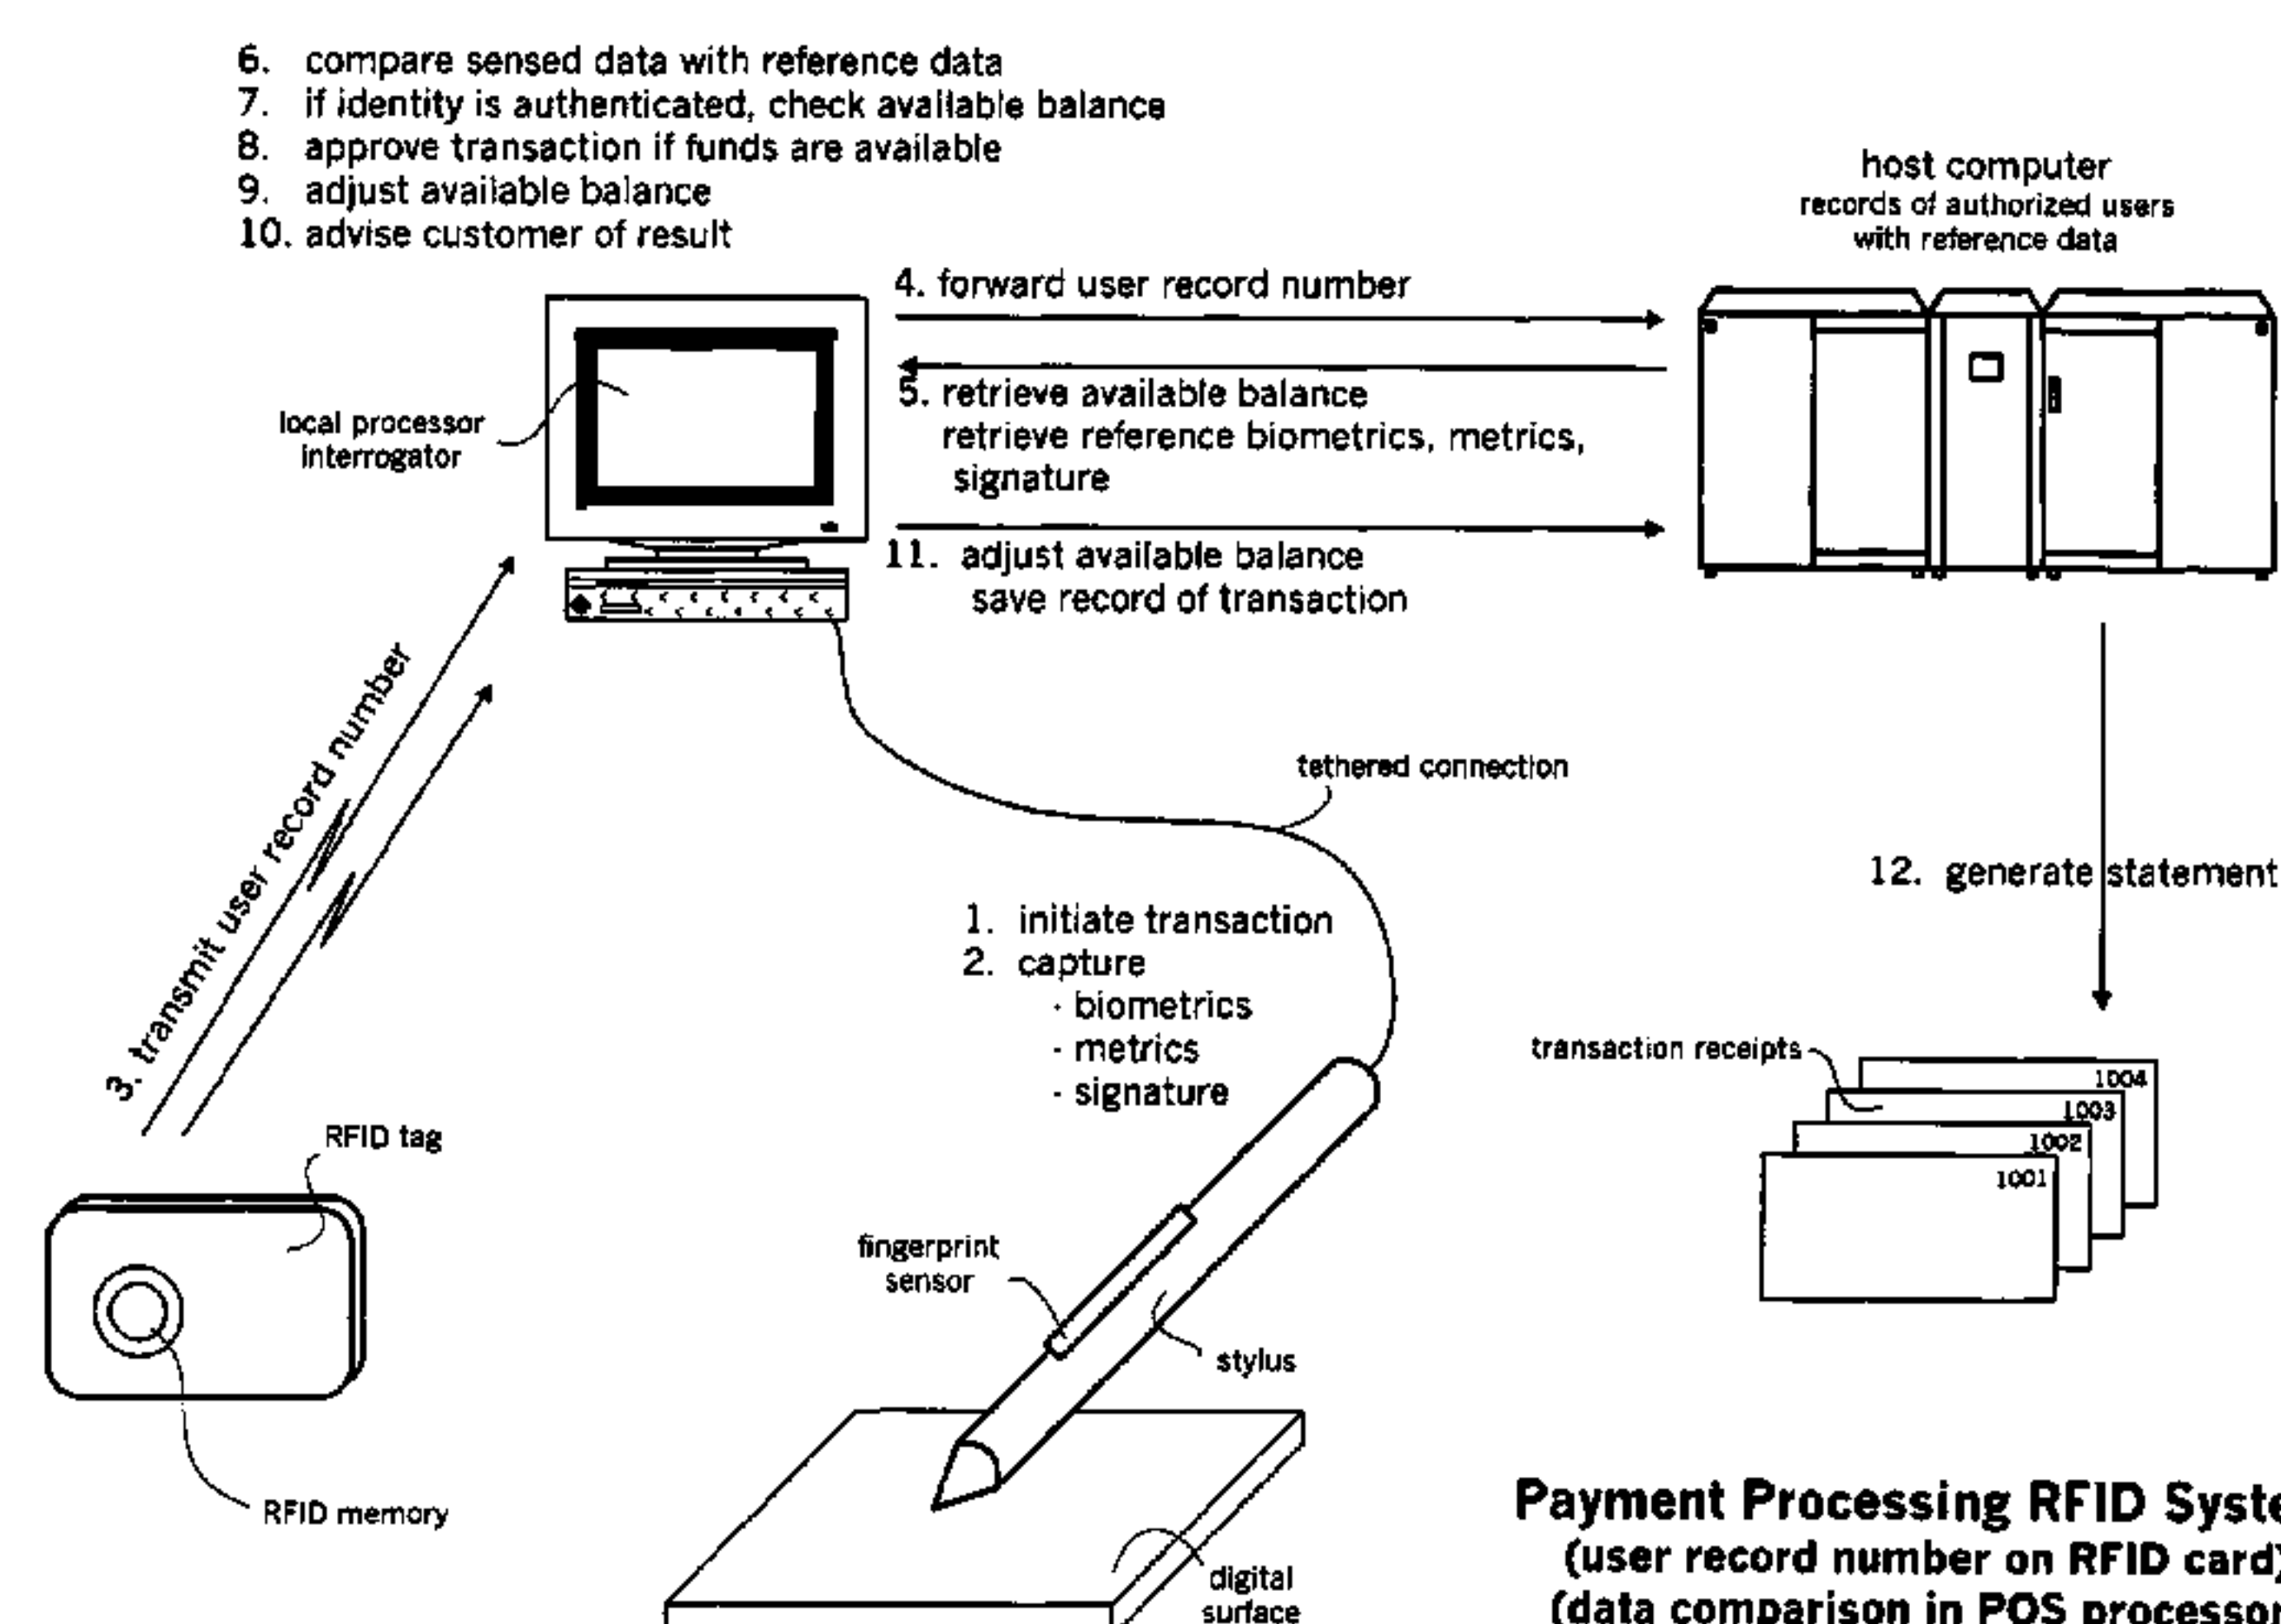 6. compare sensed data with reference data
7. if identity is authenticated, check available balance
8. approve transaction if funds are available
9. adjust available balance
10. advise customer of result
host computer
records of authorized users
with reference data
4. forward user record number
local processor
interrogator
5. retrieve available balance
retrieve reference biometrics, metrics,
signature
11. adjust available balance
save record of transaction
3. transmit user record number
tethered connection
12. generate statement
1. initiate transaction
2. capture
- biometrics
- metrics
- signature
transaction receipts
1004
1003
1002
1001
RFID tag
fingerprint
sensor
stylus
RFID memory
Payment Processing RFID Syste
(user record number on RFID card)
(data comparison in POS processor
digital
surface